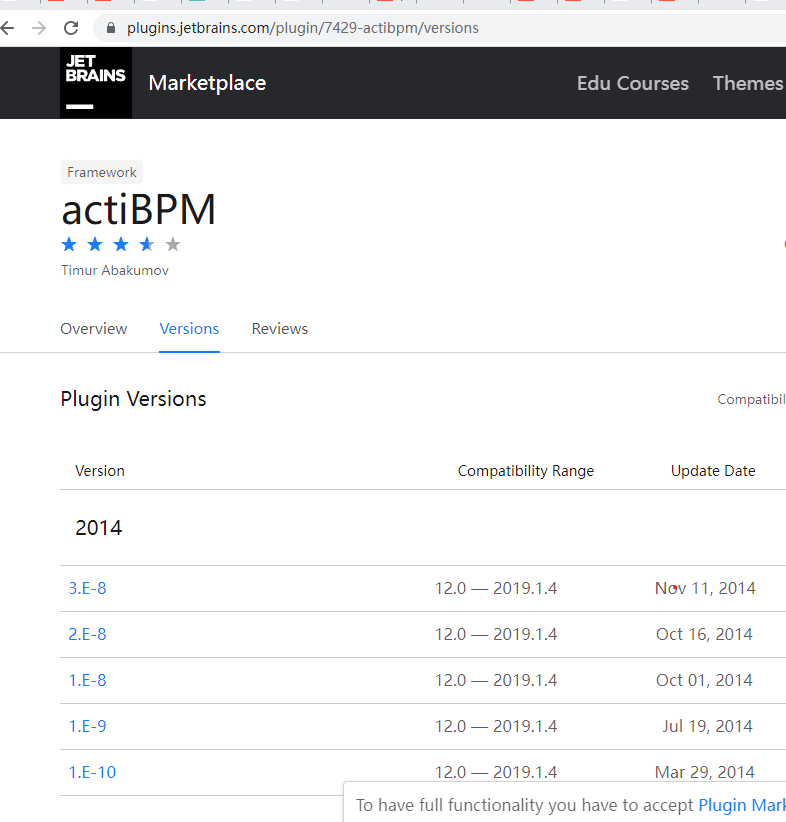 plugins.jetbrains.com/plugin/7429-actibpm/versions
JET
BRAINS
Marketplace
Edu Courses
Themes
Framework
actiBPM
Timur Abakumov
Overview
Versions
Reviews
Plugin Versions
Compatibil
Version
Compatibility Range
Update Date
2014
3.E-8
12.0 — 2019.1.4
Nov 11, 2014
2.E-8
12.0 — 2019.1.4
Oct 16, 2014
1.E-8
12.0 — 2019.1.4
Oct 01, 2014
1.E-9
12.0 — 2019.1.4
Jul 19, 2014
1.E-10
12.0 — 2019.1.4
Mar 29, 2014
To have full functionality you have to accept Plugin Mark